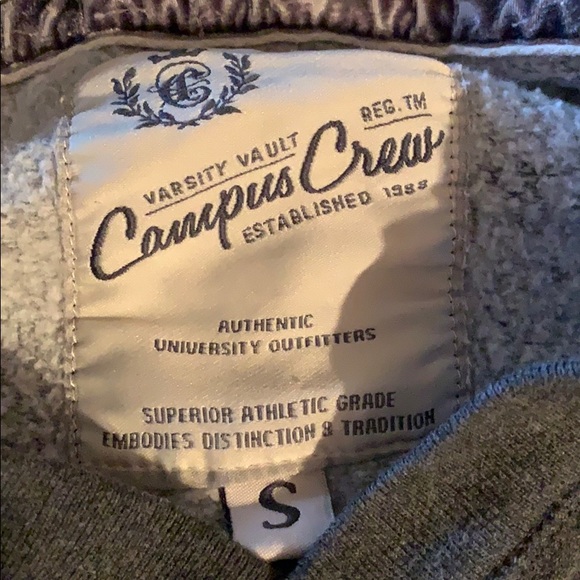 C
VARSITY VAULT REG. TM
Campus Crew
ESTABLISHED 1988
AUTHENTIC
UNIVERSITY OUTFITTERS
SUPERIOR ATHLETIC GRADE
EMBODIES DISTINCTION & TRADITION
S